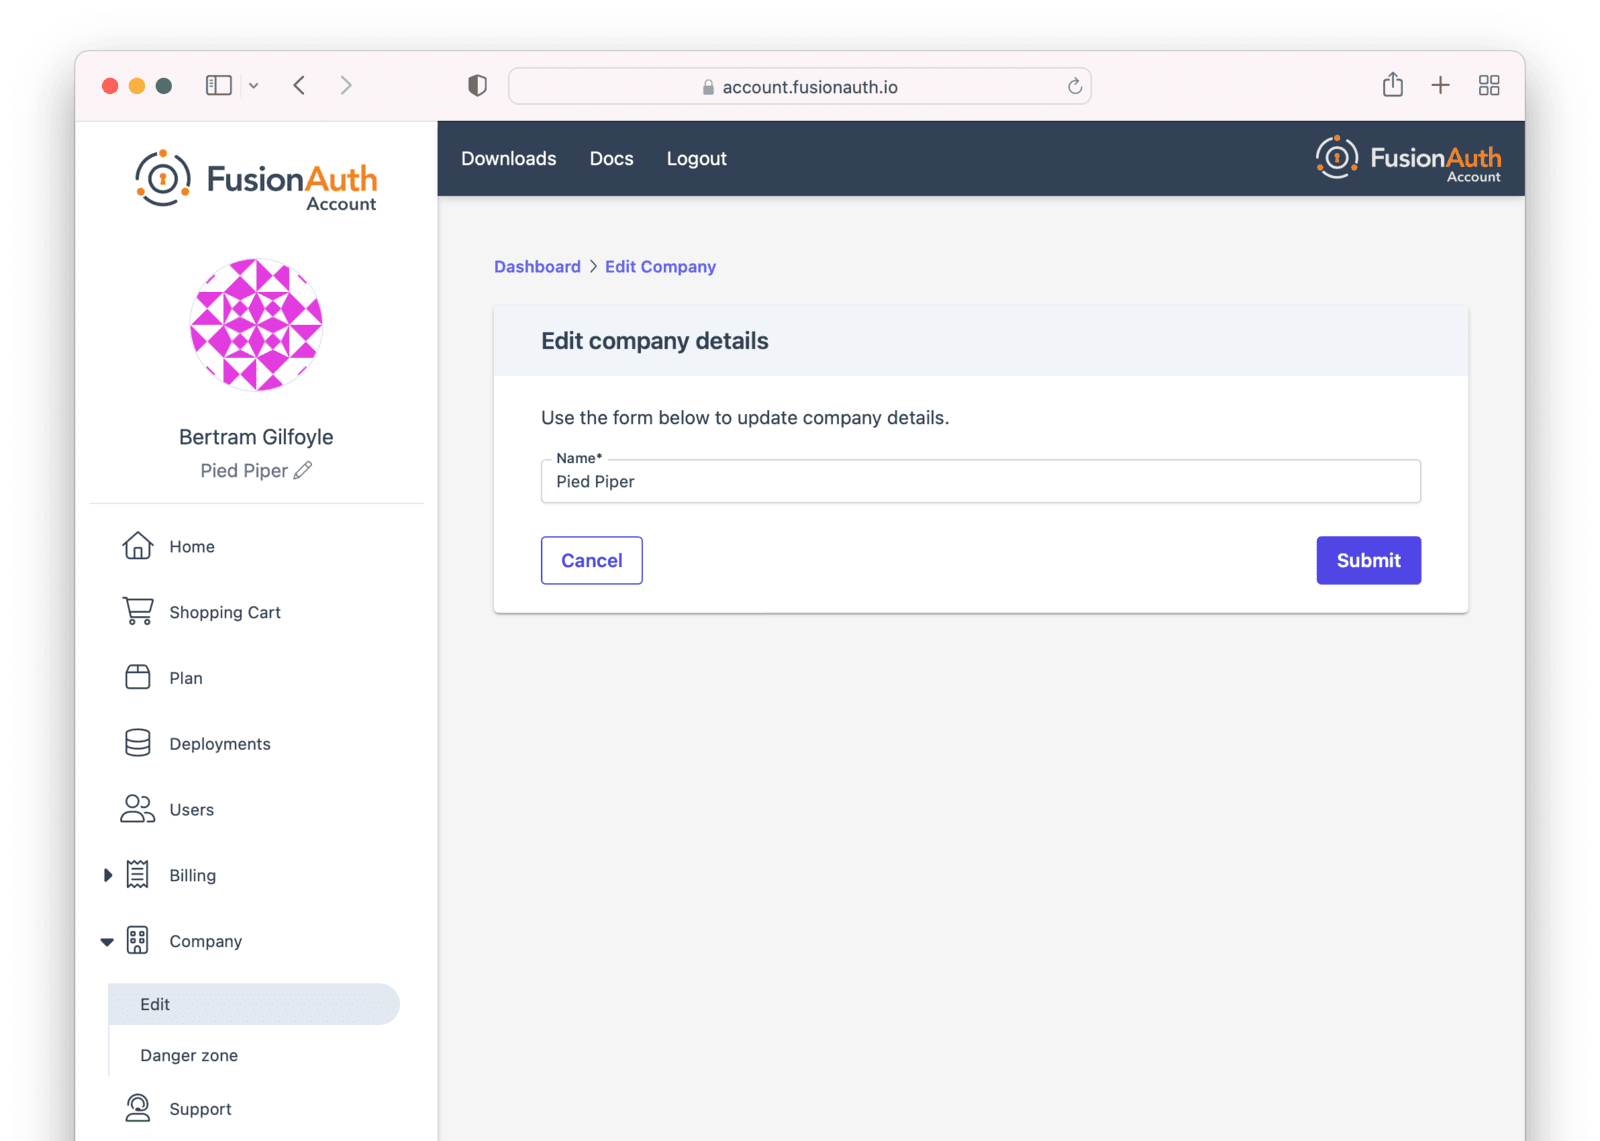 account.fusionauth.io
FusionAuth
Account
Downloads Docs Logout
FusionAuth
Account
Bertram Gilfoyle
Pied Piper
Home
Shopping Cart
Plan
Deployments
Users
Billing
Company
Edit
Danger zone
Support
Dashboard > Edit Company
Edit company details
Use the form below to update company details.
Name*
Pied Piper
Cancel
Submit